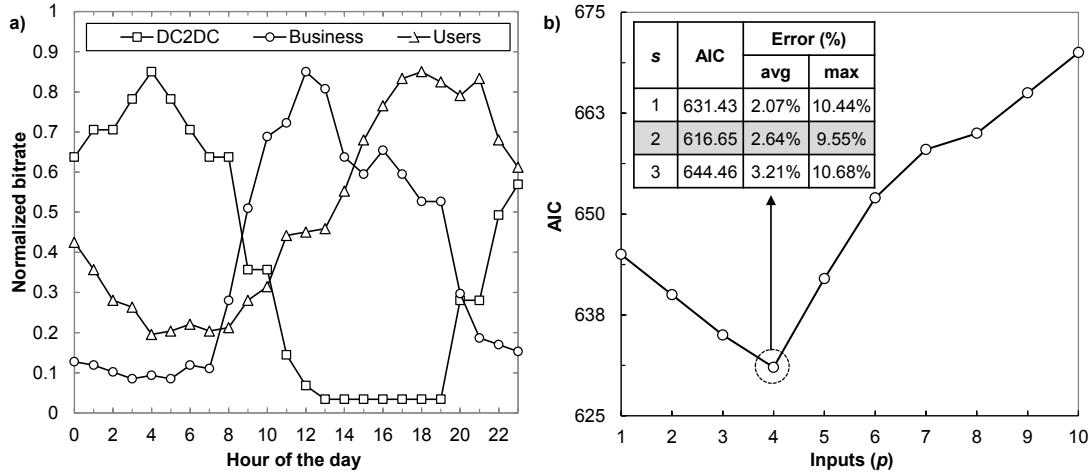 a)
DC2DC Business Users
Normalized bitrate
1
0.9
0.8
0.7
0.6
0.5
0.4
0.3
0.2
0.1
0
0 2 4 6 8 10 12 14 16 18 20 22
Hour of the day
b)
AIC
675
663
650
638
625
s AIC Error (%)
avg max
1 631.43 2.07% 10.44%
2 616.65 2.64% 9.55%
3 644.46 3.21% 10.68%
1 2 3 4 5 6 7 8 9 10
Inputs (p)